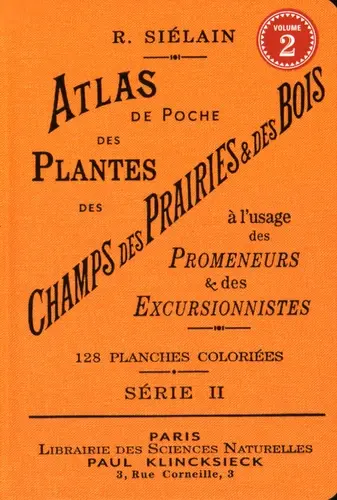 R. SIÉLAIN
VOLUME
2
ATLAS
DE POCHE
DES
PLANTES
DES
CHAMPS DES PRAIRIES & DES BOIS
à l'usage
des
PROMENEURS
& des
EXCURSIONNISTES
128 PLANCHES COLORIÉES
SÉRIE II
PARIS
LIBRAIRIE DES SCIENCES NATURELLES
PAUL KLINCKSIECK
3, Rue Corneille, 3